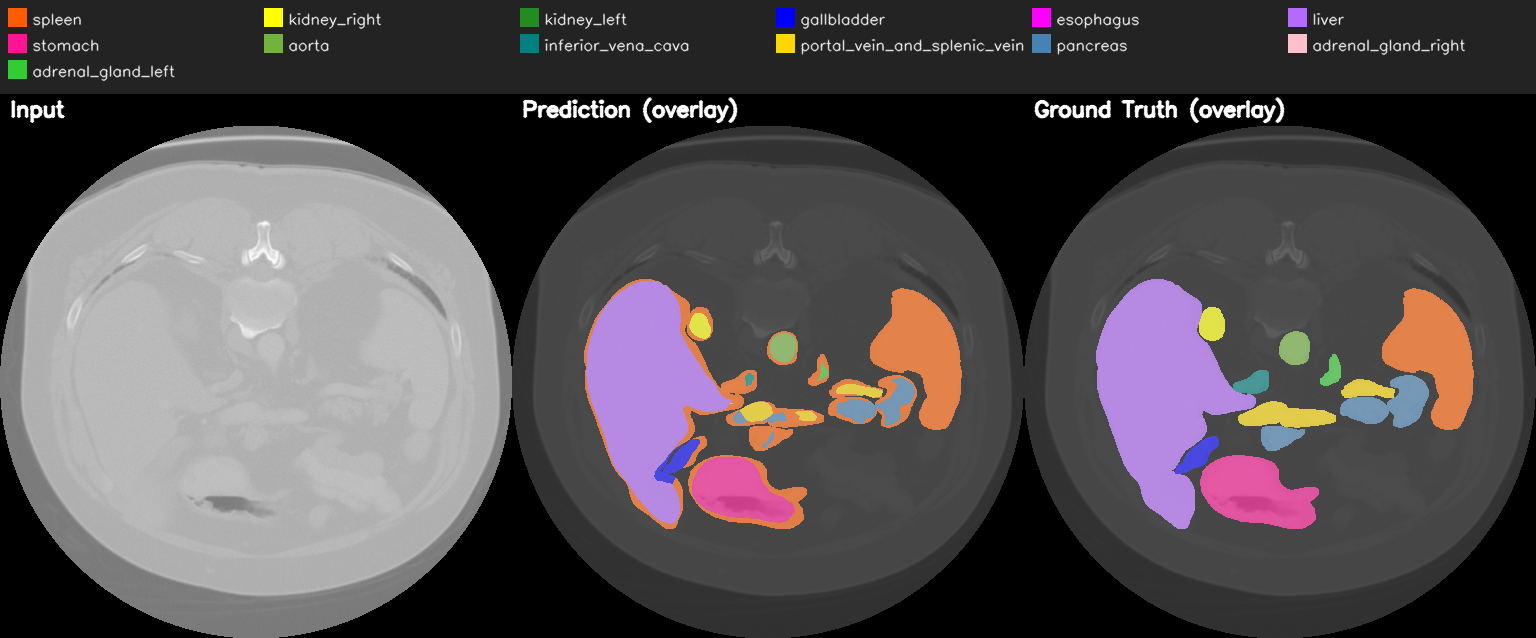 spleen kidney_right kidney_left gallbladder esophagus liver
stomach aorta inferior_vena_cava portal_vein_and_splenic_vein pancreas adrenal_gland_right
adrenal_gland_left
Input Prediction (overlay) Ground Truth (overlay)